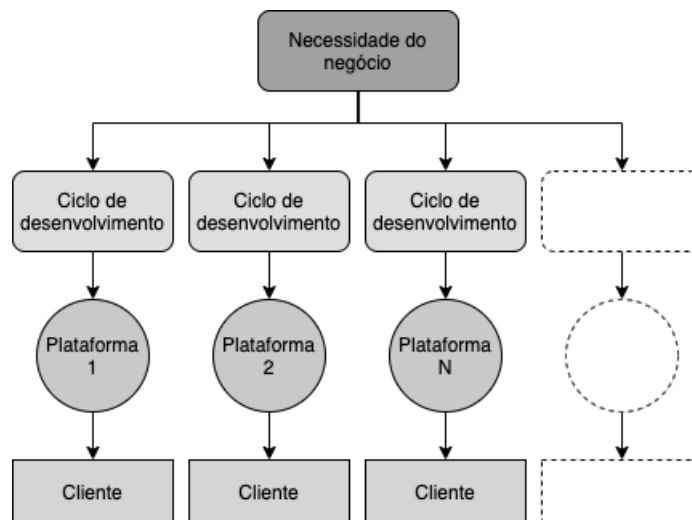 Necessidade do
negócio
Ciclo de
desenvolvimento
Ciclo de
desenvolvimento
Ciclo de
desenvolvimento
Plataforma
1
Plataforma
2
Plataforma
N
Cliente
Cliente
Cliente